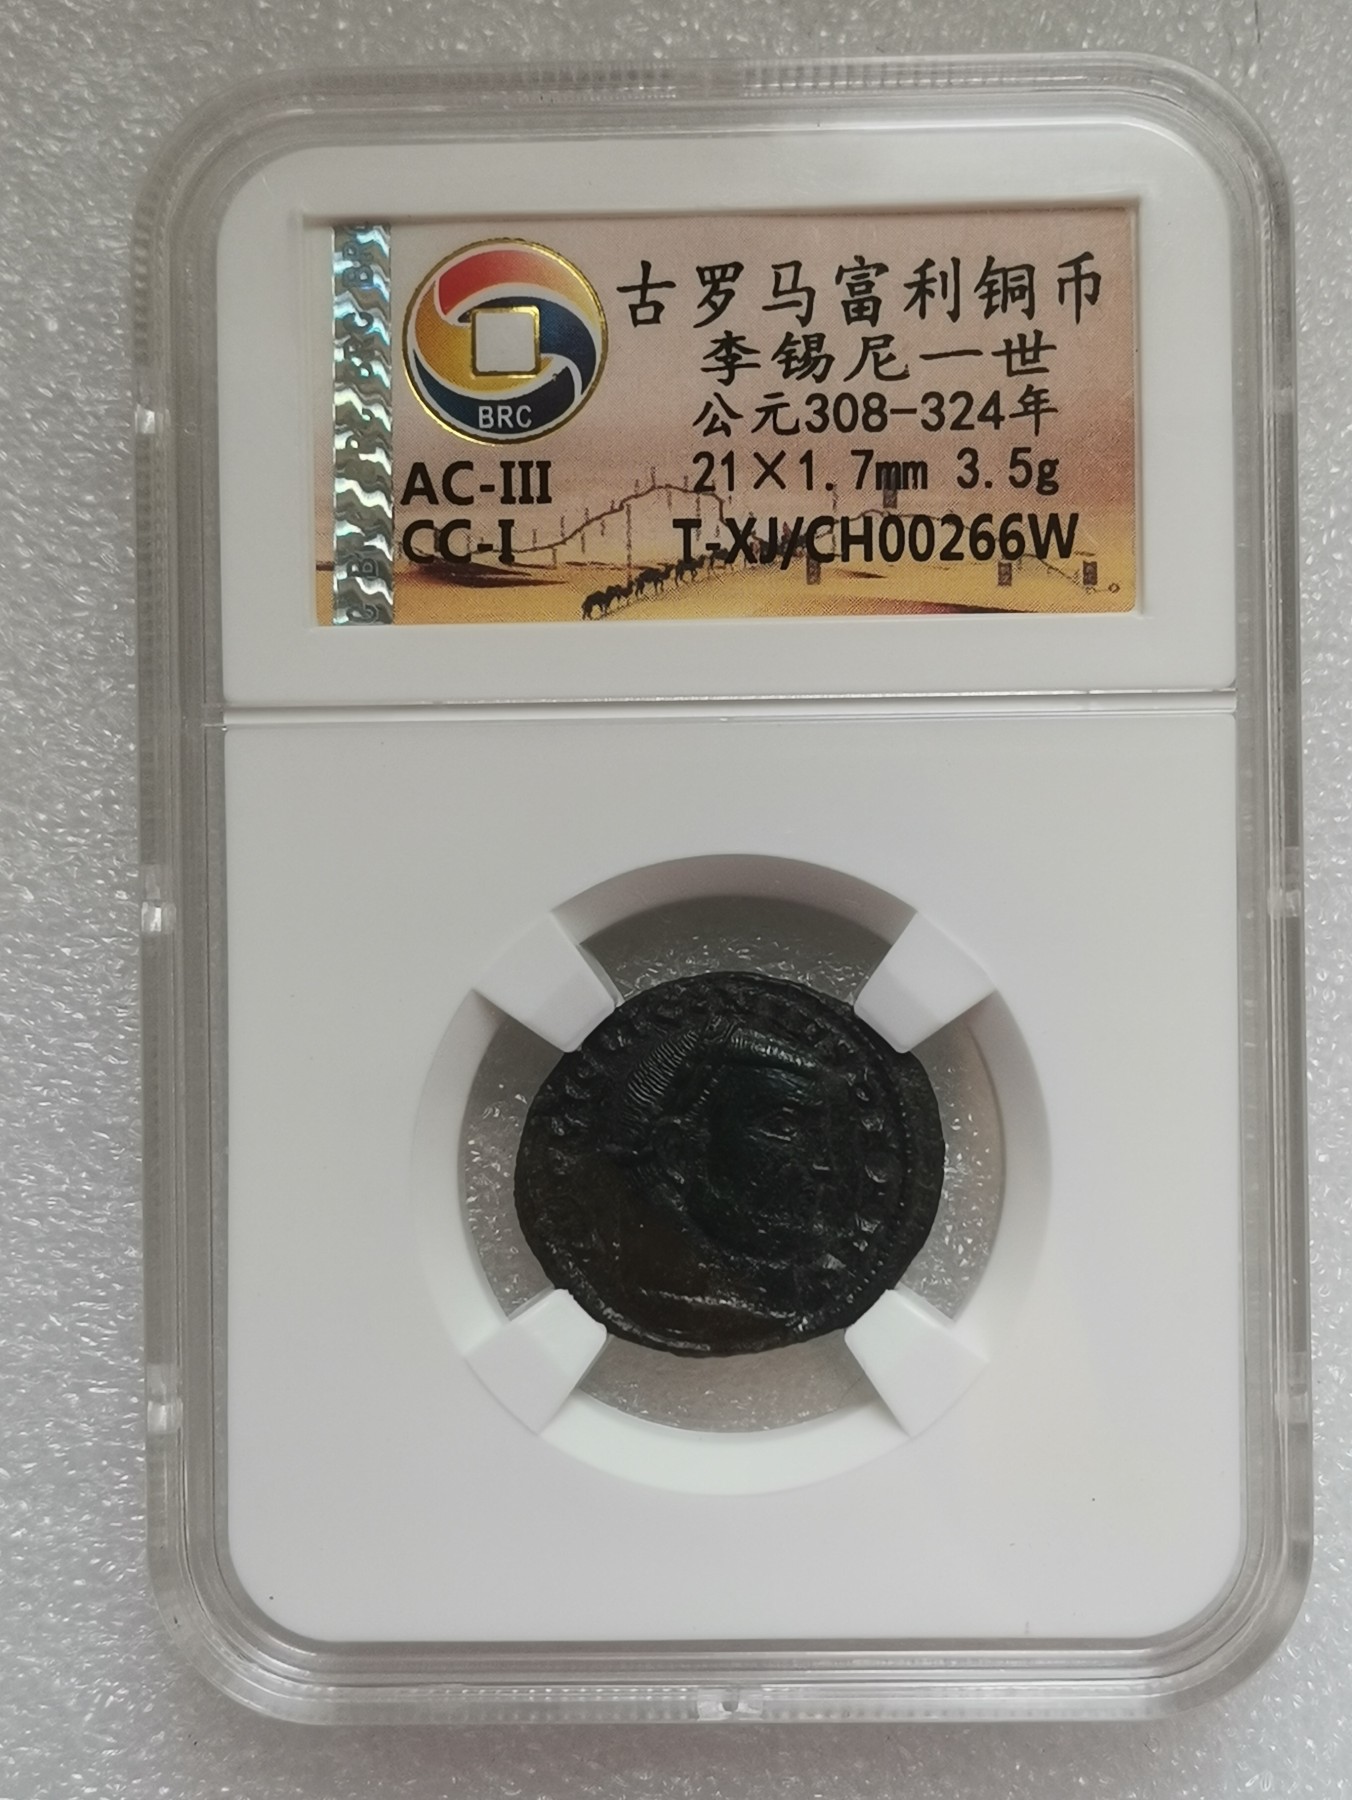 古罗马富利铜币
李锡尼一世
公元308-324年
BRC
AC-III
21×1.7mm 3.5g
CC-I
T-XJ/CH00266W